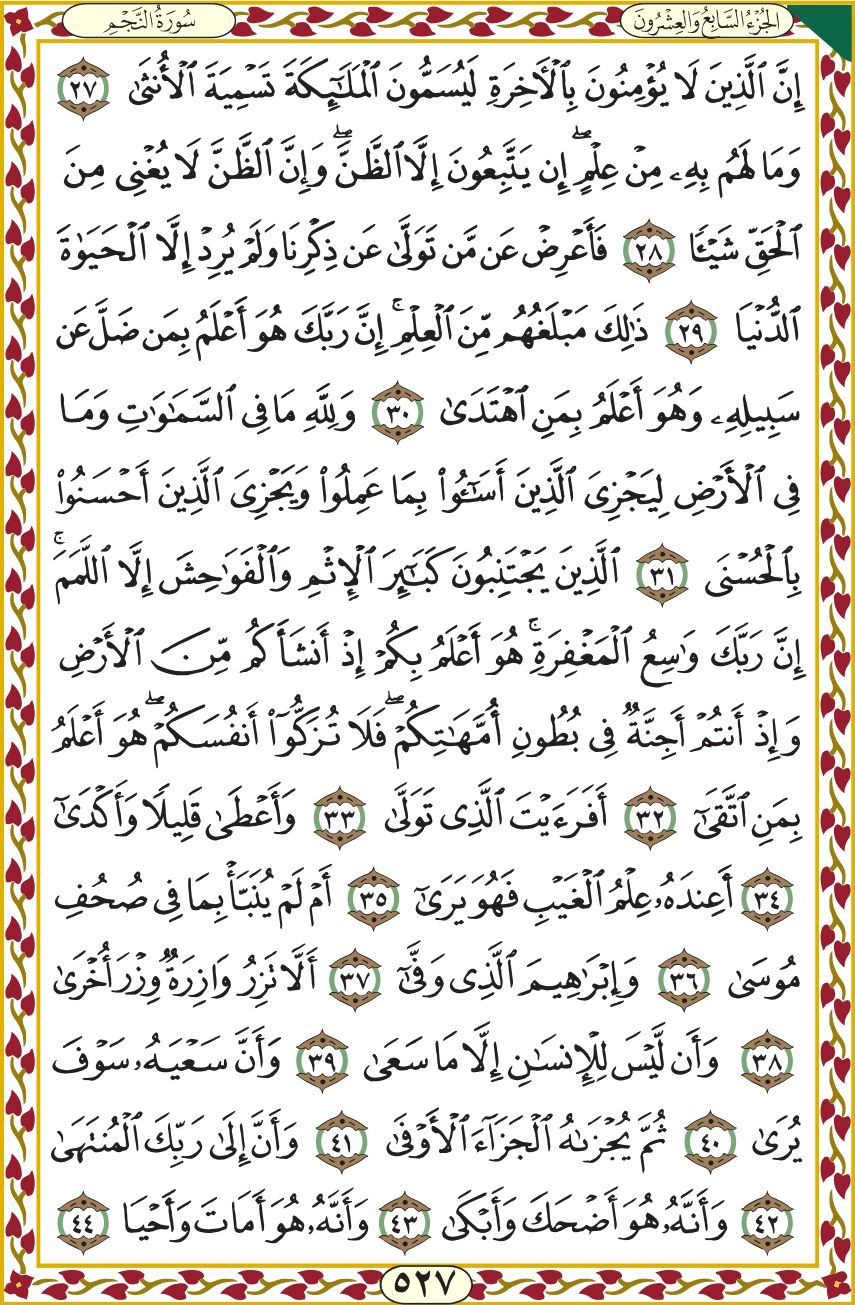 الجُزْءُ السَّابِعُ وَالعِشْرُونَ
سُورَةُ النَّجْمِ
إِنَّ ٱلَّذِينَ لَا يُؤْمِنُونَ بِٱلْأَخِرَةِ لَيُسَمُّونَ ٱلْمَلَٰٓئِكَةَ تَسْمِيَةَ ٱلْأُنثَىٰ ٢٧
وَمَا لَهُم بِهِۦ مِنْ عِلْمٍۖ إِن يَتَّبِعُونَ إِلَّا ٱلظَّنَّۖ وَإِنَّ ٱلظَّنَّ لَا يُغْنِى مِنَ
ٱلْحَقِّ شَيْـًٔا ٢٨ فَأَعْرِضْ عَن مَّن تَوَلَّىٰ عَن ذِكْرِنَا وَلَمْ يُرِدْ إِلَّا ٱلْحَيَوٰةَ
ٱلدُّنْيَا ٢٩ ذَٰلِكَ مَبْلَغُهُم مِّنَ ٱلْعِلْمِۚ إِنَّ رَبَّكَ هُوَ أَعْلَمُ بِمَن ضَلَّ عَن
سَبِيلِهِۦ وَهُوَ أَعْلَمُ بِمَنِ ٱهْتَدَىٰ ٣٠ وَلِلَّهِ مَا فِى ٱلسَّمَٰوَٰتِ وَمَا
فِى ٱلْأَرْضِ لِيَجْزِىَ ٱلَّذِينَ أَسَٰٓـُٔوا۟ بِمَا عَمِلُوا۟ وَيَجْزِىَ ٱلَّذِينَ أَحْسَنُوا۟
بِٱلْحُسْنَى ٣١ ٱلَّذِينَ يَجْتَنِبُونَ كَبَٰٓئِرَ ٱلْإِثْمِ وَٱلْفَوَٰحِشَ إِلَّا ٱللَّمَمَۚ
إِنَّ رَبَّكَ وَٰسِعُ ٱلْمَغْفِرَةِۚ هُوَ أَعْلَمُ بِكُمْ إِذْ أَنشَأَكُم مِّنَ ٱلْأَرْضِ
وَإِذْ أَنتُمْ أَجِنَّةٌ فِى بُطُونِ أُمَّهَٰتِكُمْۖ فَلَا تُزَكُّوٓا۟ أَنفُسَكُمْۖ هُوَ أَعْلَمُ
بِمَنِ ٱتَّقَىٰٓ ٣٢ أَفَرَءَيْتَ ٱلَّذِى تَوَلَّىٰ ٣٣ وَأَعْطَىٰ قَلِيلًا وَأَكْدَىٰٓ
٣٤ أَعِندَهُۥ عِلْمُ ٱلْغَيْبِ فَهُوَ يَرَىٰٓ ٣٥ أَمْ لَمْ يُنَبَّأْ بِمَا فِى صُحُفِ
مُوسَىٰ ٣٦ وَإِبْرَٰهِيمَ ٱلَّذِى وَفَّىٰٓ ٣٧ أَلَّا تَزِرُ وَازِرَةٌ وِزْرَ أُخْرَىٰ
٣٨ وَأَن لَّيْسَ لِلْإِنسَٰنِ إِلَّا مَا سَعَىٰ ٣٩ وَأَنَّ سَعْيَهُۥ سَوْفَ
يُرَىٰ ٤٠ ثُمَّ يُجْزَىٰهُ ٱلْجَزَآءَ ٱلْأَوْفَىٰ ٤١ وَأَنَّ إِلَىٰ رَبِّكَ ٱلْمُنتَهَىٰ
٤٢ وَأَنَّهُۥ هُوَ أَضْحَكَ وَأَبْكَىٰ ٤٣ وَأَنَّهُۥ هُوَ أَمَاتَ وَأَحْيَا ٤٤
٥٢٧